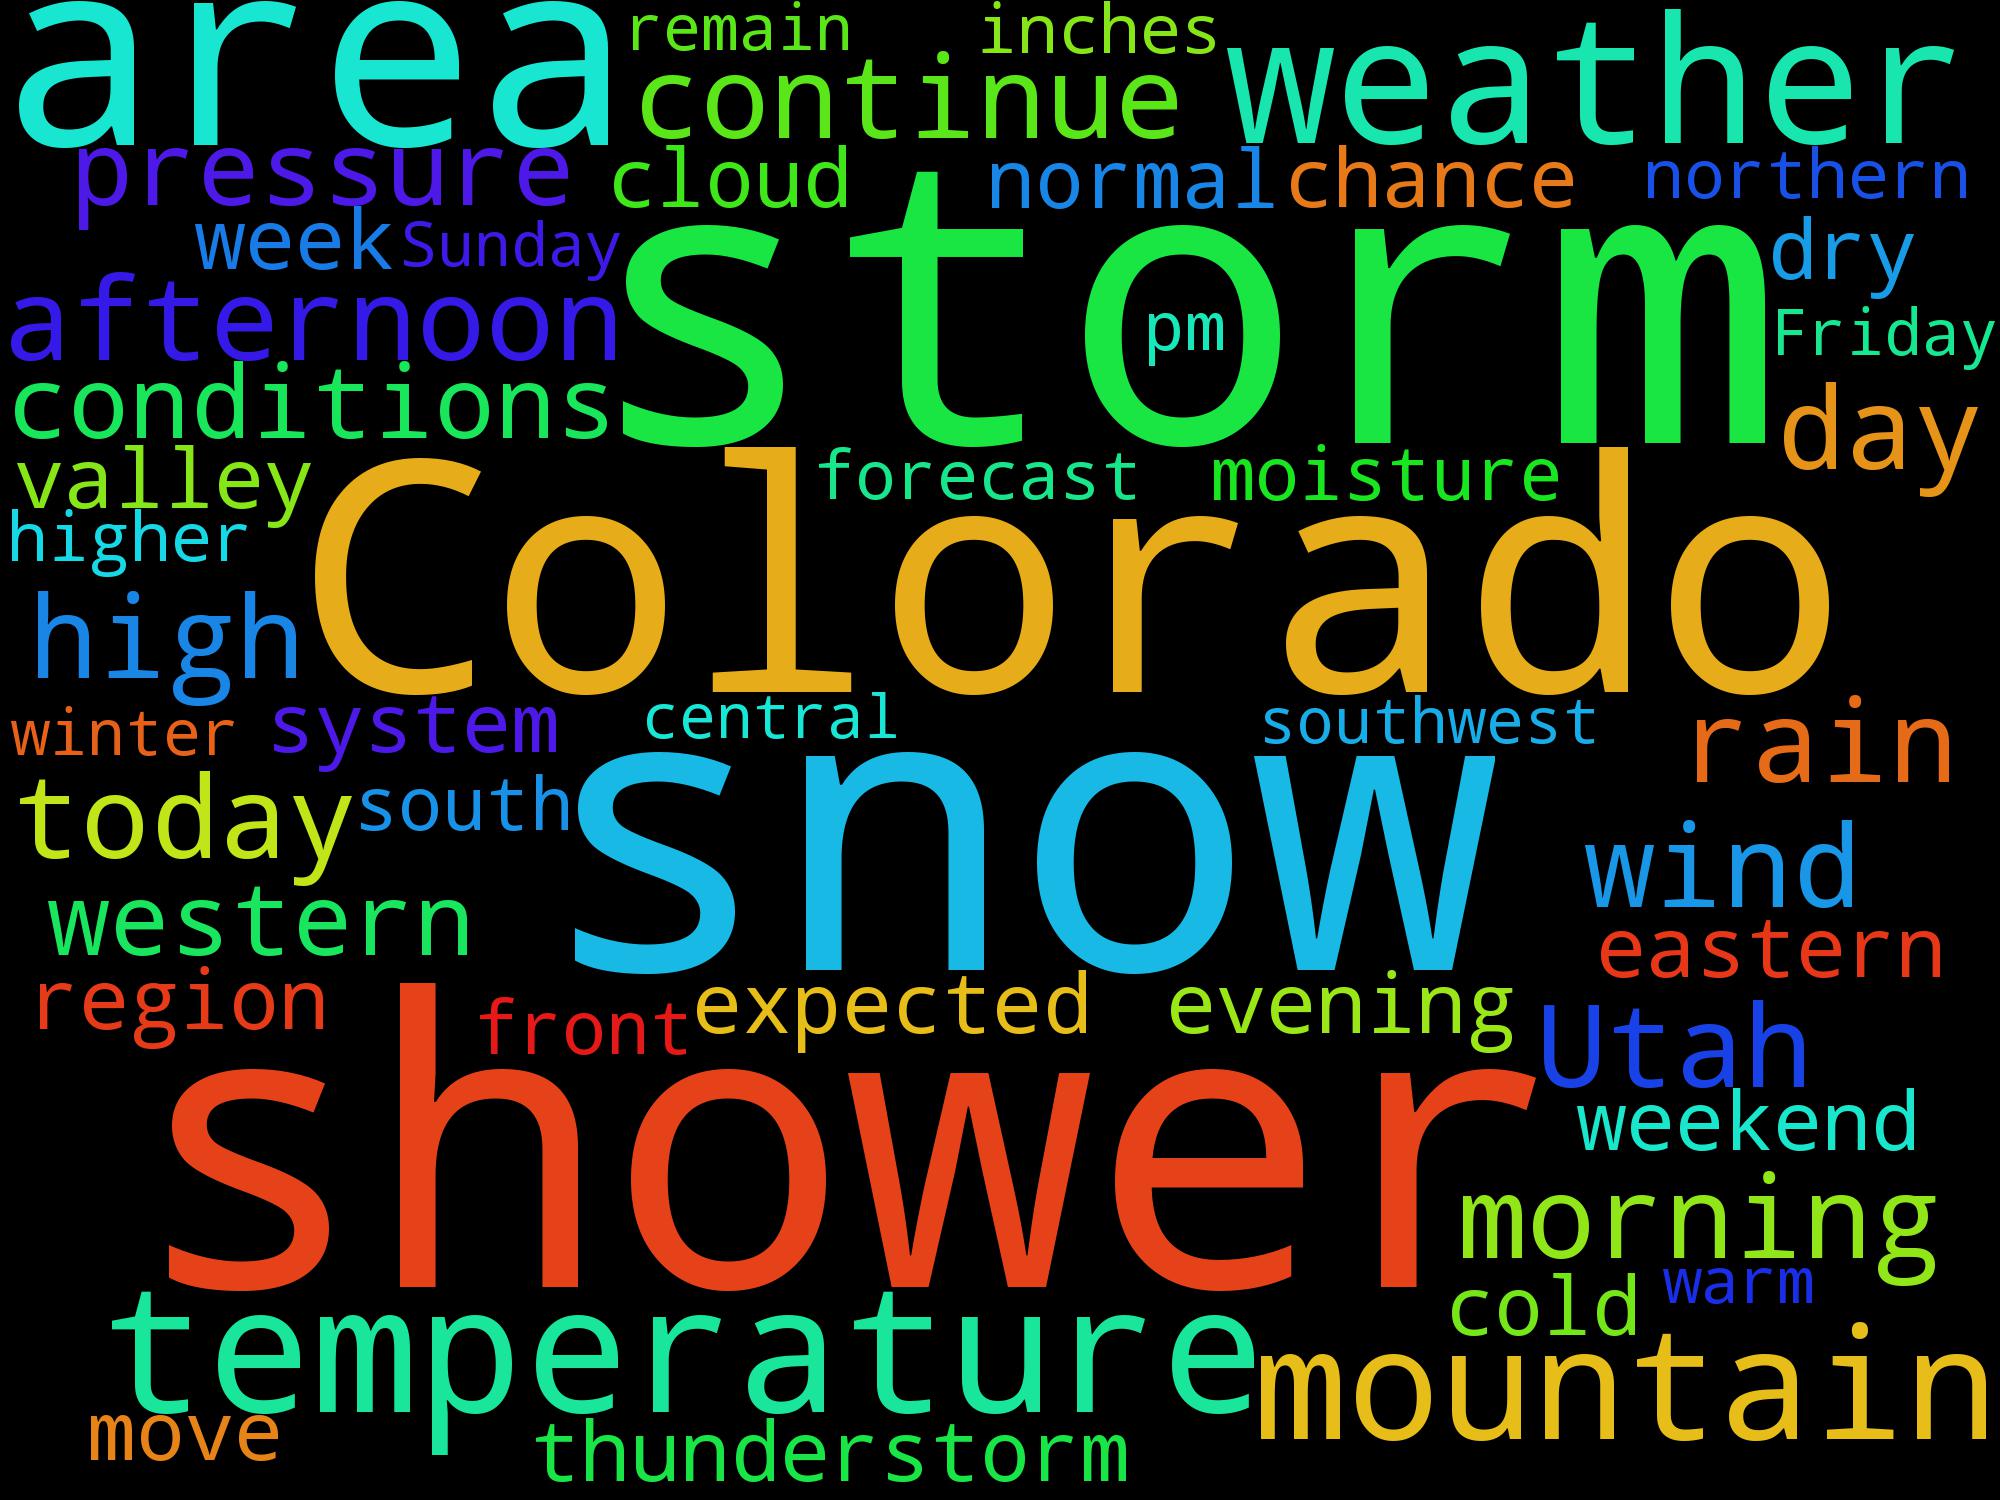 area remain inches weather
continue
pressure cloud normal chance northern
week Sunday storm dry
afternoon pm Friday
conditions day
valley forecast moisture
higher Colorado
high
winter system central southwest rain
today south snow wind
western eastern
region front expected evening Utah
shower weekend
morning
temperature cold warm
mountain
move thunderstorm